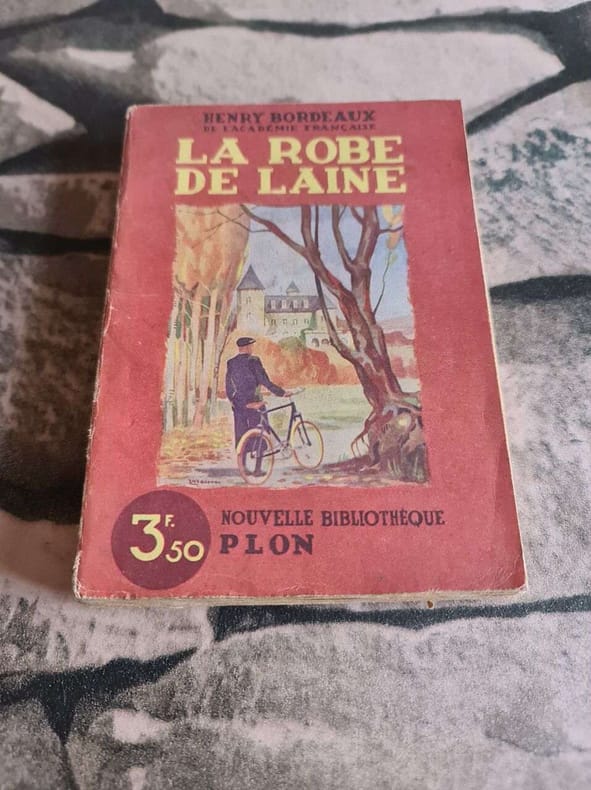 HENRY BORDEAUX
DE L'ACADÉMIE FRANÇAISE
LA ROBE
DE LAINE
3F.50
NOUVELLE BIBLIOTHÈQUE
PLON